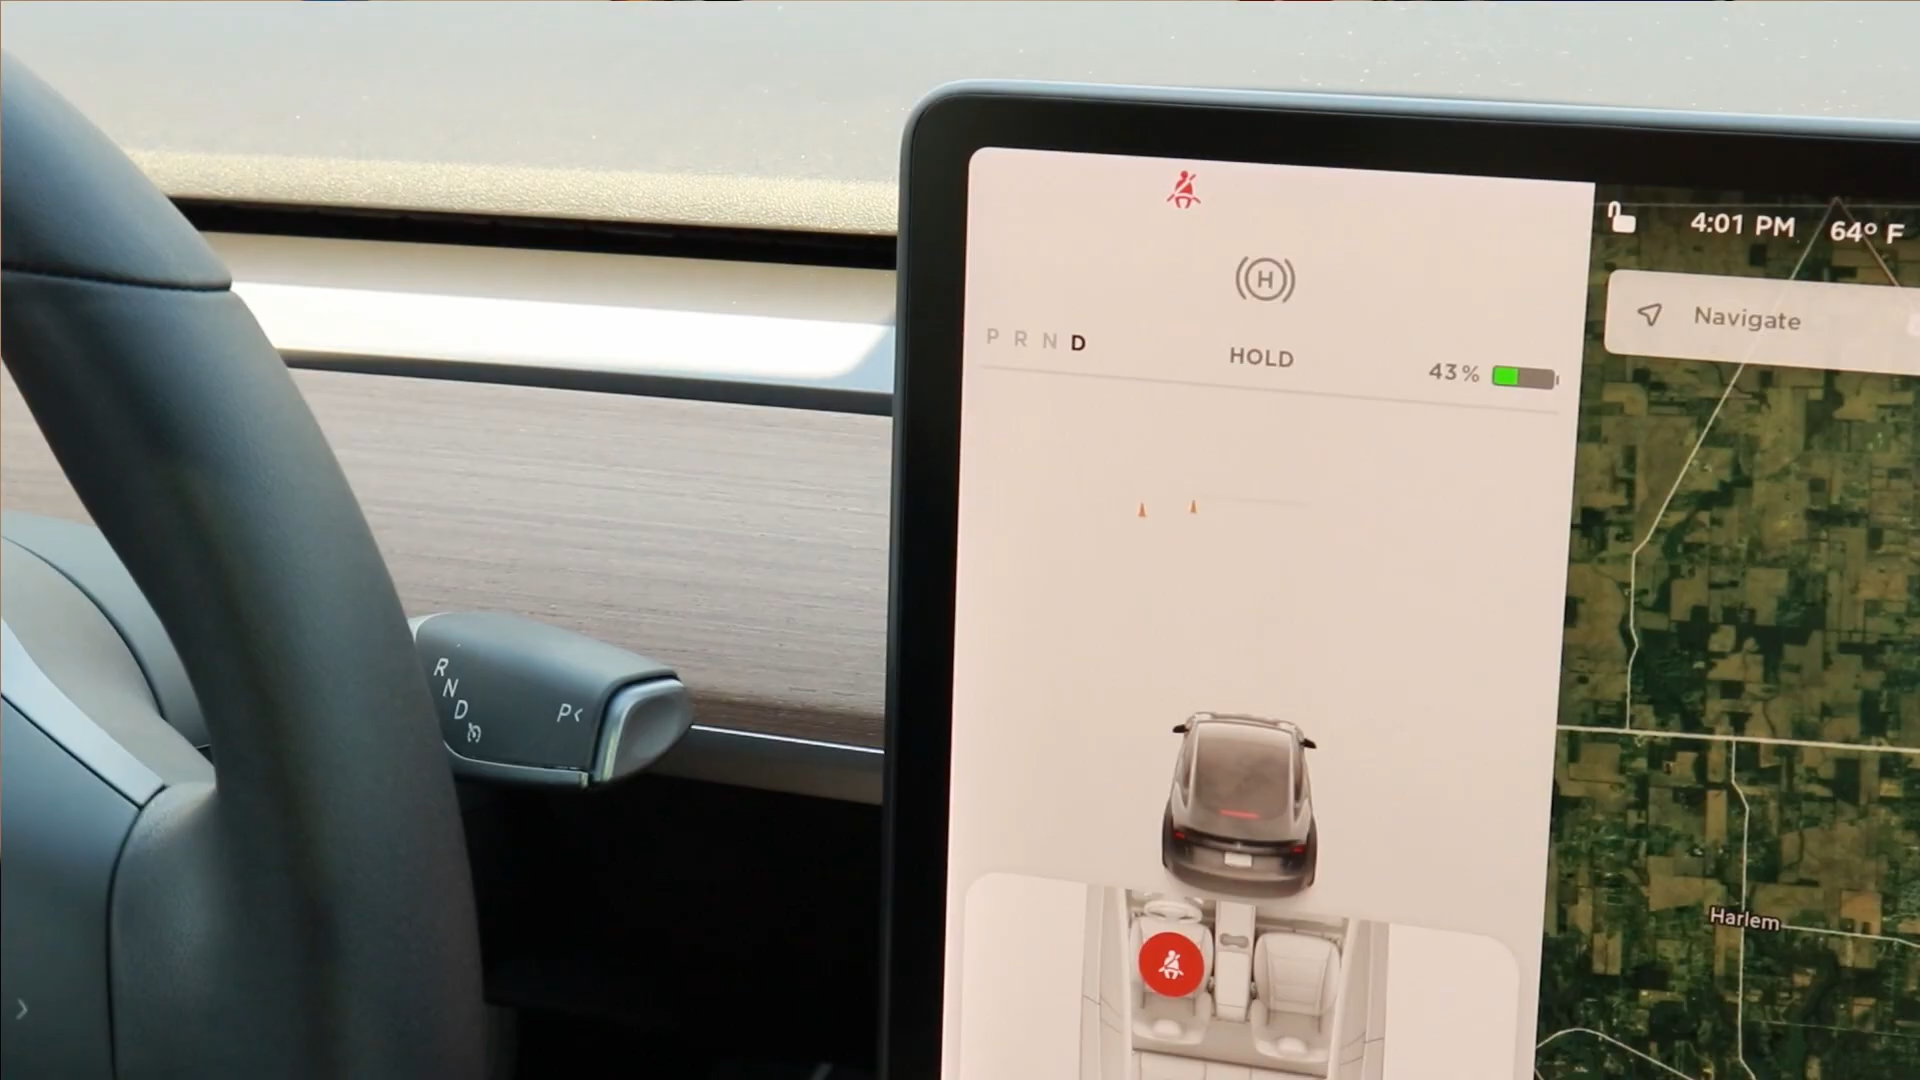 4:01 PM 64° F
Navigate
P R N D
HOLD
43%
H
R
N
D
P<
Harlem